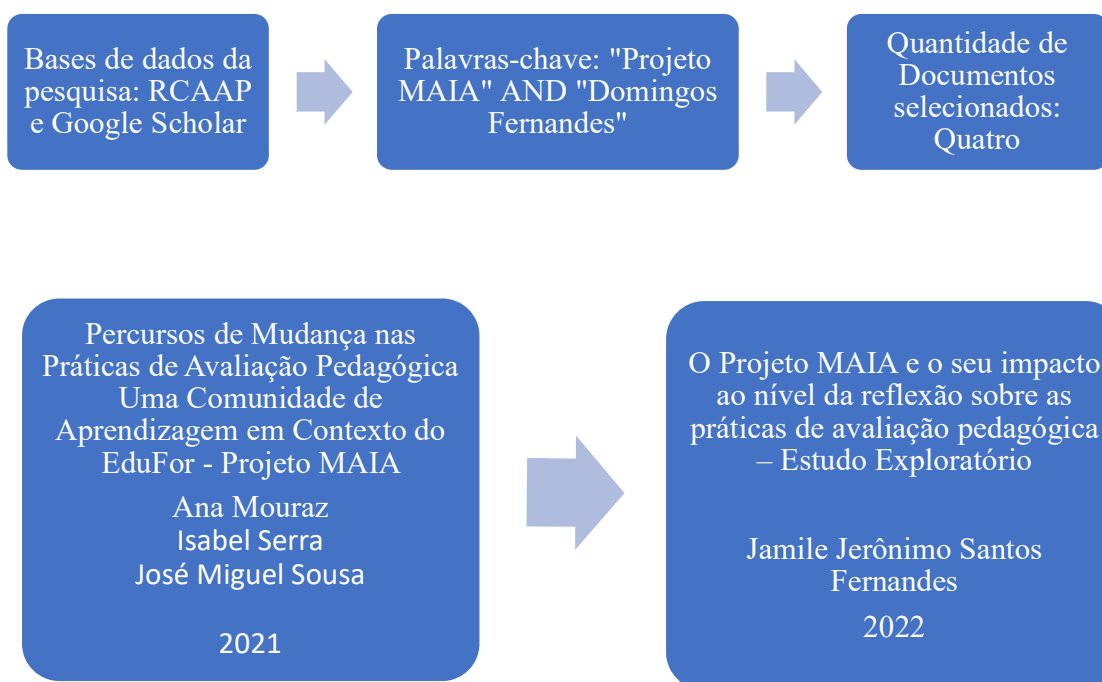 Bases de dados da
pesquisa: RCAAP
e Google Scholar
Palavras-chave: "Projeto
MAIA" AND "Domingos
Fernandes"
Quantidade de
Documentos
selecionados:
Quatro
Percursos de Mudança nas
Práticas de Avaliação Pedagógica
Uma Comunidade de
Aprendizagem em Contexto do
EduFor - Projeto MAIA
Ana Mouraz
Isabel Serra
José Miguel Sousa
2021
O Projeto MAIA e o seu impacto
ao nível da reflexão sobre as
práticas de avaliação pedagógica
– Estudo Exploratório
Jamile Jerônimo Santos
Fernandes
2022